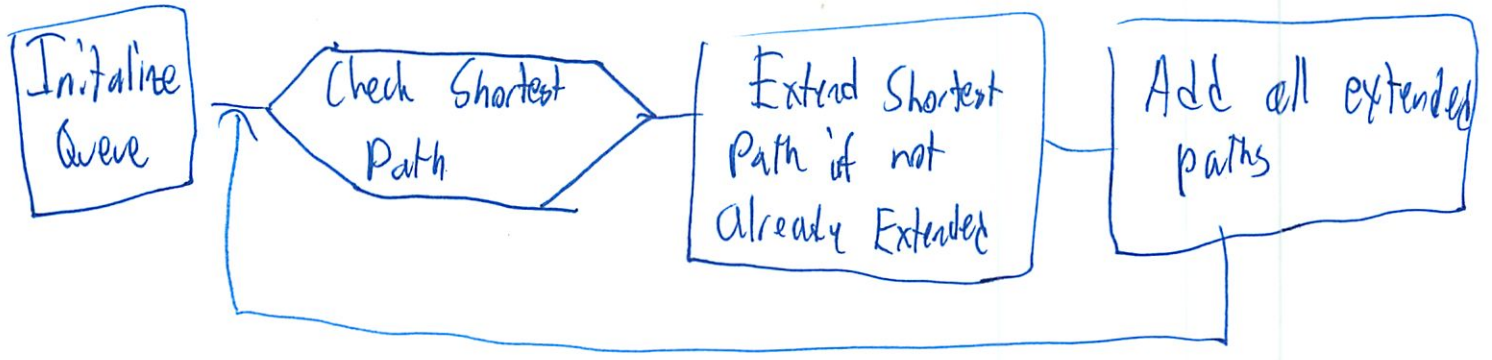 Initalize
Queue
Check Shortest
Path
Extend Shortest
Path if not
already Extended
Add all extended
paths